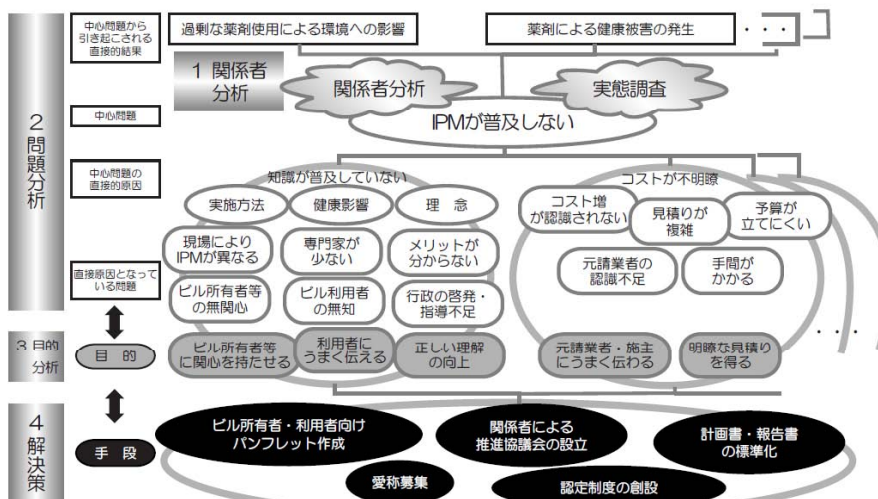 中心問題から
引き起こされる
直接的結果
過剰な薬剤使用による環境への影響
薬剤による健康被害の発生
・・・
1 関係者
分析
関係者分析
実態調査
2 問題分析
中心問題
IPMが普及しない
中心問題の
直接的原因
知識が普及していない
コストが不明瞭
実施方法
健康影響
理 念
コスト増
が認識されない
見積りが
複雑
予算が
立てにくい
現場により
IPMが異なる
専門家が
少ない
メリットが
分からない
直接原因となって
いる問題
ビル所有者等
の無関心
ビル利用者
の無知
行政の啓発・
指導不足
元請業者の
認識不足
手間が
かかる
・・・
3 目的
分析
目 的
ビル所有者等
に関心を持たせる
利用者に
うまく伝える
正しい理解
の向上
元請業者・施主
にうまく伝わる
明瞭な見積り
を得る
4 解決策
手 段
ビル所有者・利用者向け
パンフレット作成
関係者による
推進協議会の設立
計画書・報告書
の標準化
愛称募集
認定制度の創設